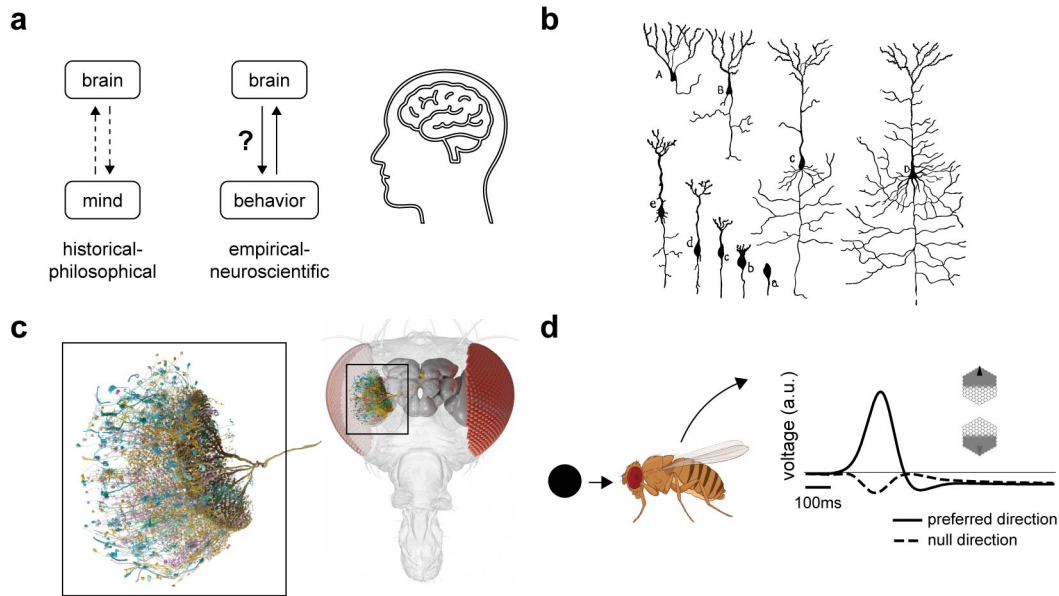 a
brain
brain
?
mind
behavior
historical-
philosophical
empirical-
neuroscientific
b
A
B
C
D
e
d
c
b
a
c
d
voltage (a.u.)
100ms
preferred direction
null direction